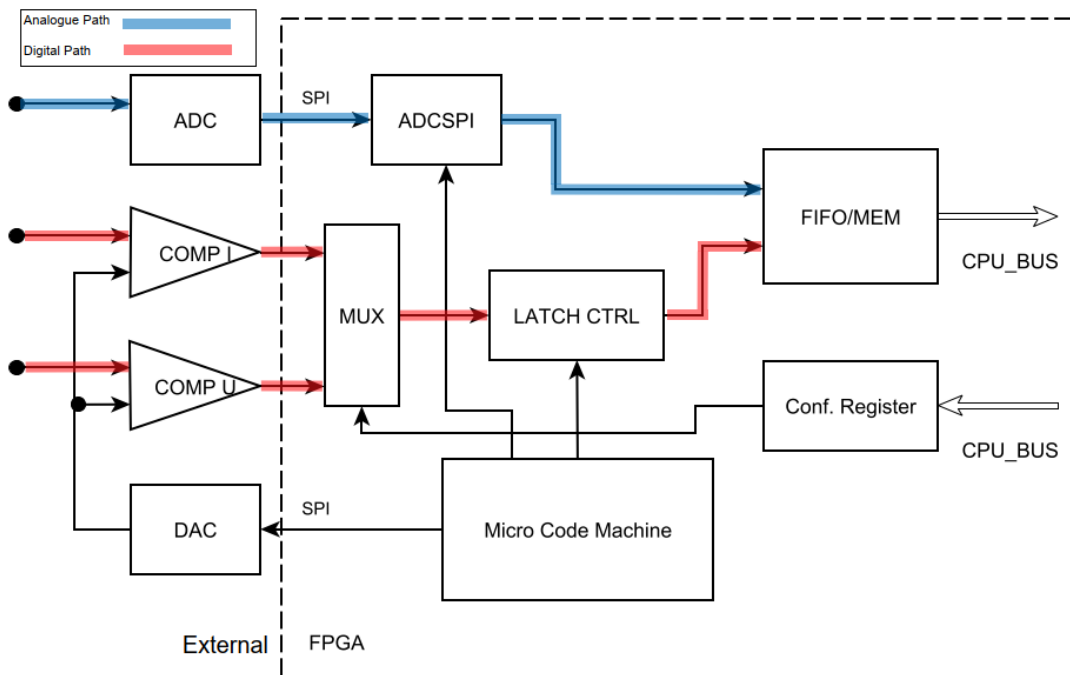 Analogue Path
Digital Path
ADC
SPI
ADCSPI
FIFO/MEM
CPU_BUS
COMP I
MUX
LATCH CTRL
COMP U
Conf. Register
CPU_BUS
DAC
SPI
Micro Code Machine
External
FPGA